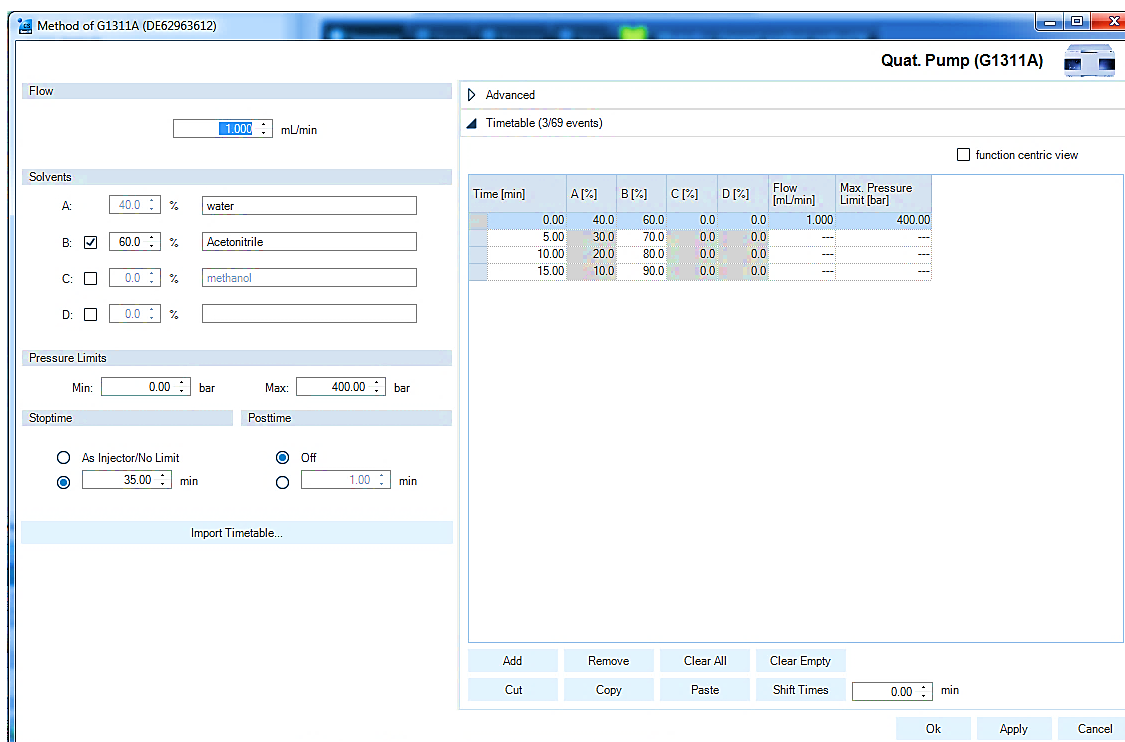 Method of G1311A (DE62963612)
Quat. Pump (G1311A)
Flow
1.000 mL/min
Solvents
A: 40.0 % water
B: 60.0 % Acetonitrile
C: 0.0 % methanol
D: 0.0 %
Pressure Limits
Min: 0.00 bar Max: 400.00 bar
Stoptime Posttime
As Injector/No Limit Off
35.00 min 1.00 min
Import Timetable...
Advanced
Timetable (3/69 events)
function centric view
Time [min] A [%] B [%] C [%] D [%] Flow [mL/min] Max. Pressure Limit [bar]
0.00 40.0 60.0 0.0 0.0 1.000 400.00
5.00 30.0 70.0 0.0 0.0 --- ---
10.00 20.0 80.0 0.0 0.0 --- ---
15.00 10.0 90.0 0.0 0.0 --- ---
Add Remove Clear All Clear Empty
Cut Copy Paste Shift Times 0.00 min
Ok Apply Cancel